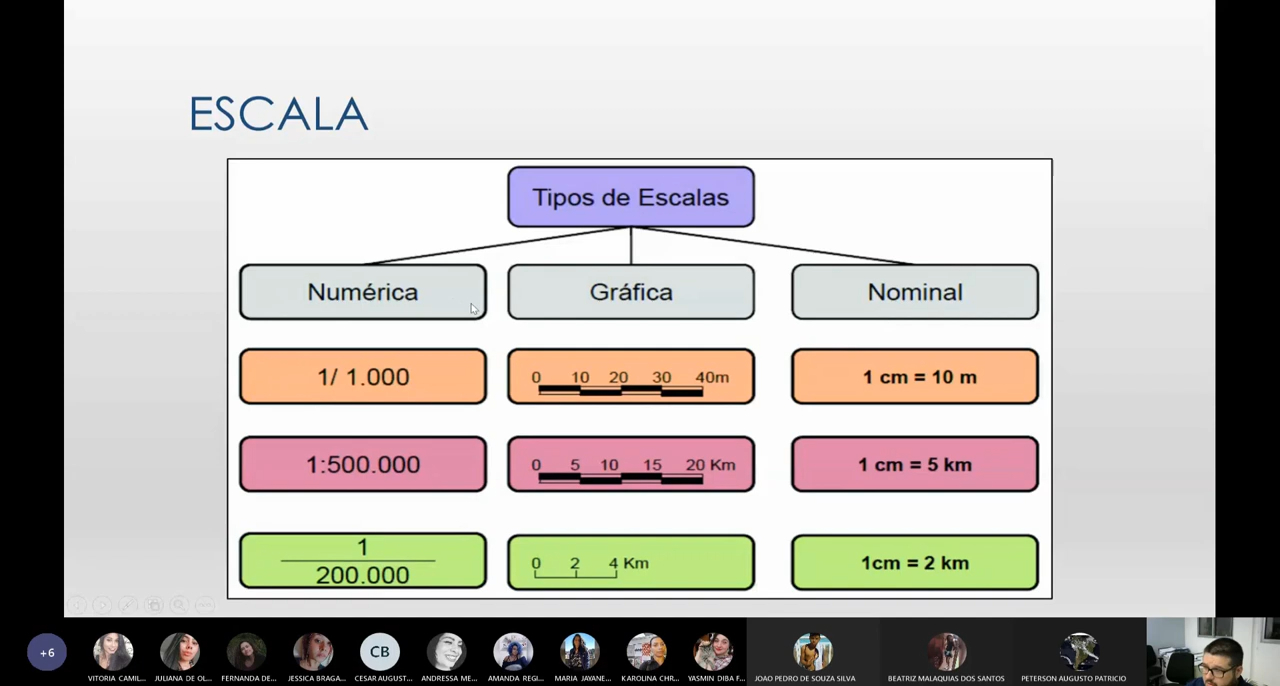 ESCALA
Tipos de Escalas
Numérica
Gráfica
Nominal
1/ 1.000
0 10 20 30 40m
1 cm = 10 m
1:500.000
0 5 10 15 20 Km
1 cm = 5 km
1
200.000
0 2 4 Km
1cm = 2 km
+6
VITORIA CAMIL...
JULIANA DE OL...
FERNANDA DE...
JESSICA BRAGA...
CB
CESAR AUGUST...
ANDRESSA ME...
AMANDA REGI...
MARIA JAYANE...
KAROLINA CHR...
YASMIN DIBA F...
JOAO PEDRO DE SOUZA SILVA
BEATRIZ MALAQUIAS DOS SANTOS
PETERSON AUGUSTO PATRICIO